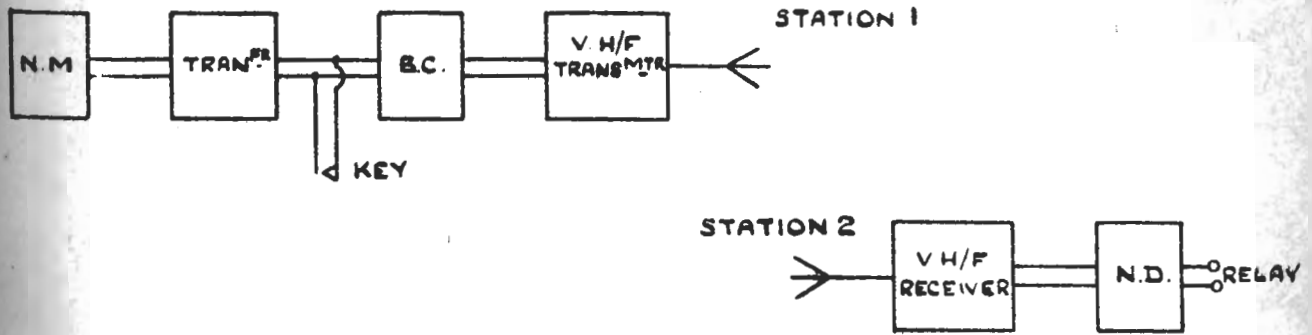 STATION 1
N.M
TRANFR
B.C.
V.H/F
TRANSMTR
KEY
STATION 2
V H/F
RECEIVER
N.D.
RELAY